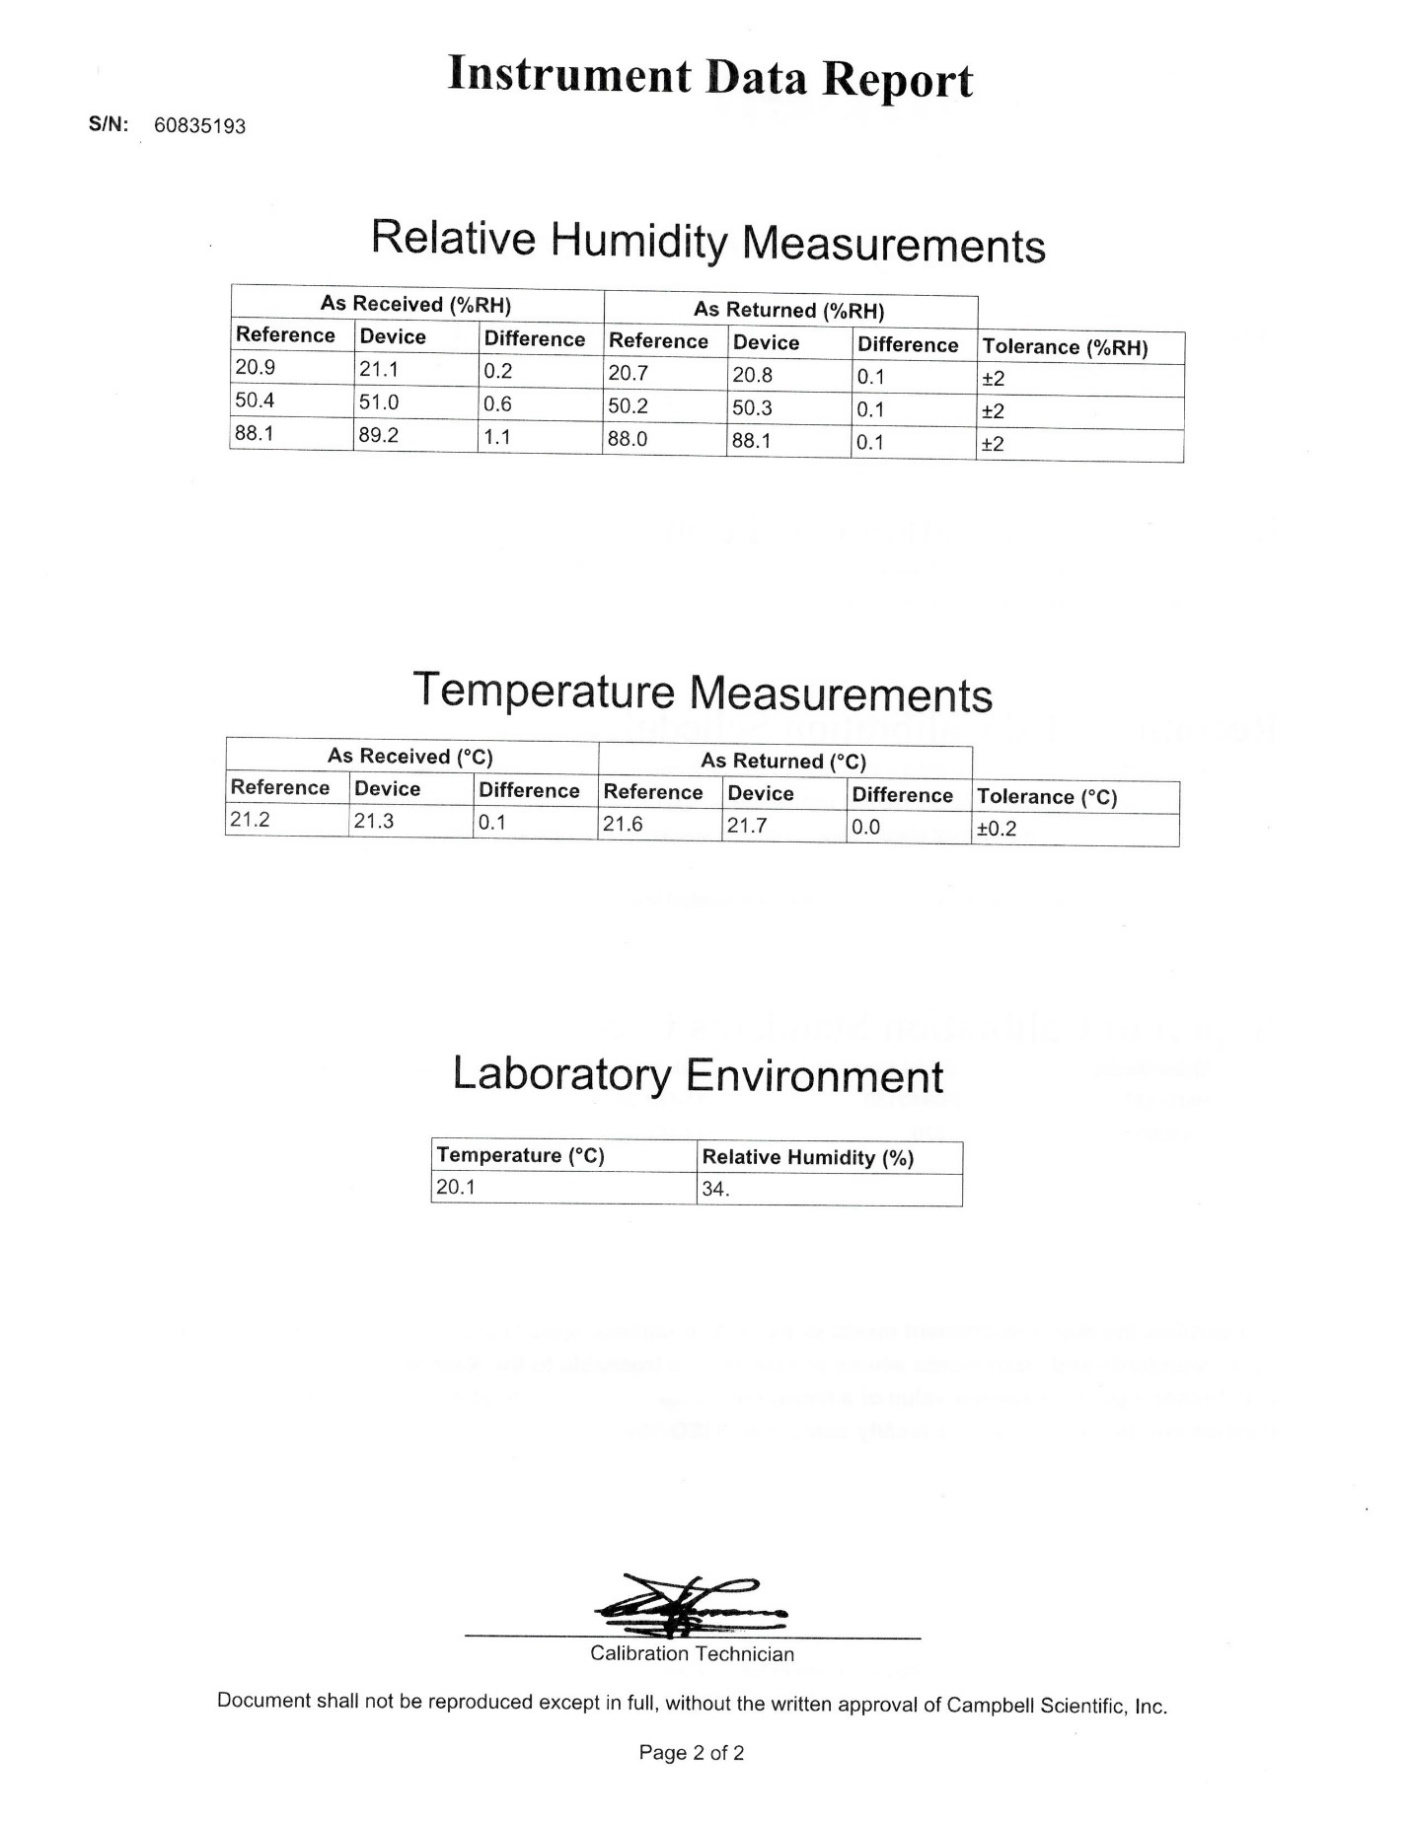 Instrument Data Report
S/N: 60835193
Relative Humidity Measurements
As Received (%RH) As Returned (%RH)
Reference Device Difference Reference Device Difference Tolerance (%RH)
20.9 21.1 0.2 20.7 20.8 0.1 ±2
50.4 51.0 0.6 50.2 50.3 0.1 ±2
88.1 89.2 1.1 88.0 88.1 0.1 ±2
Temperature Measurements
As Received (°C) As Returned (°C)
Reference Device Difference Reference Device Difference Tolerance (°C)
21.2 21.3 0.1 21.6 21.7 0.0 ±0.2
Laboratory Environment
Temperature (°C) Relative Humidity (%)
20.1 34.
Calibration Technician
Document shall not be reproduced except in full, without the written approval of Campbell Scientific, Inc.
Page 2 of 2